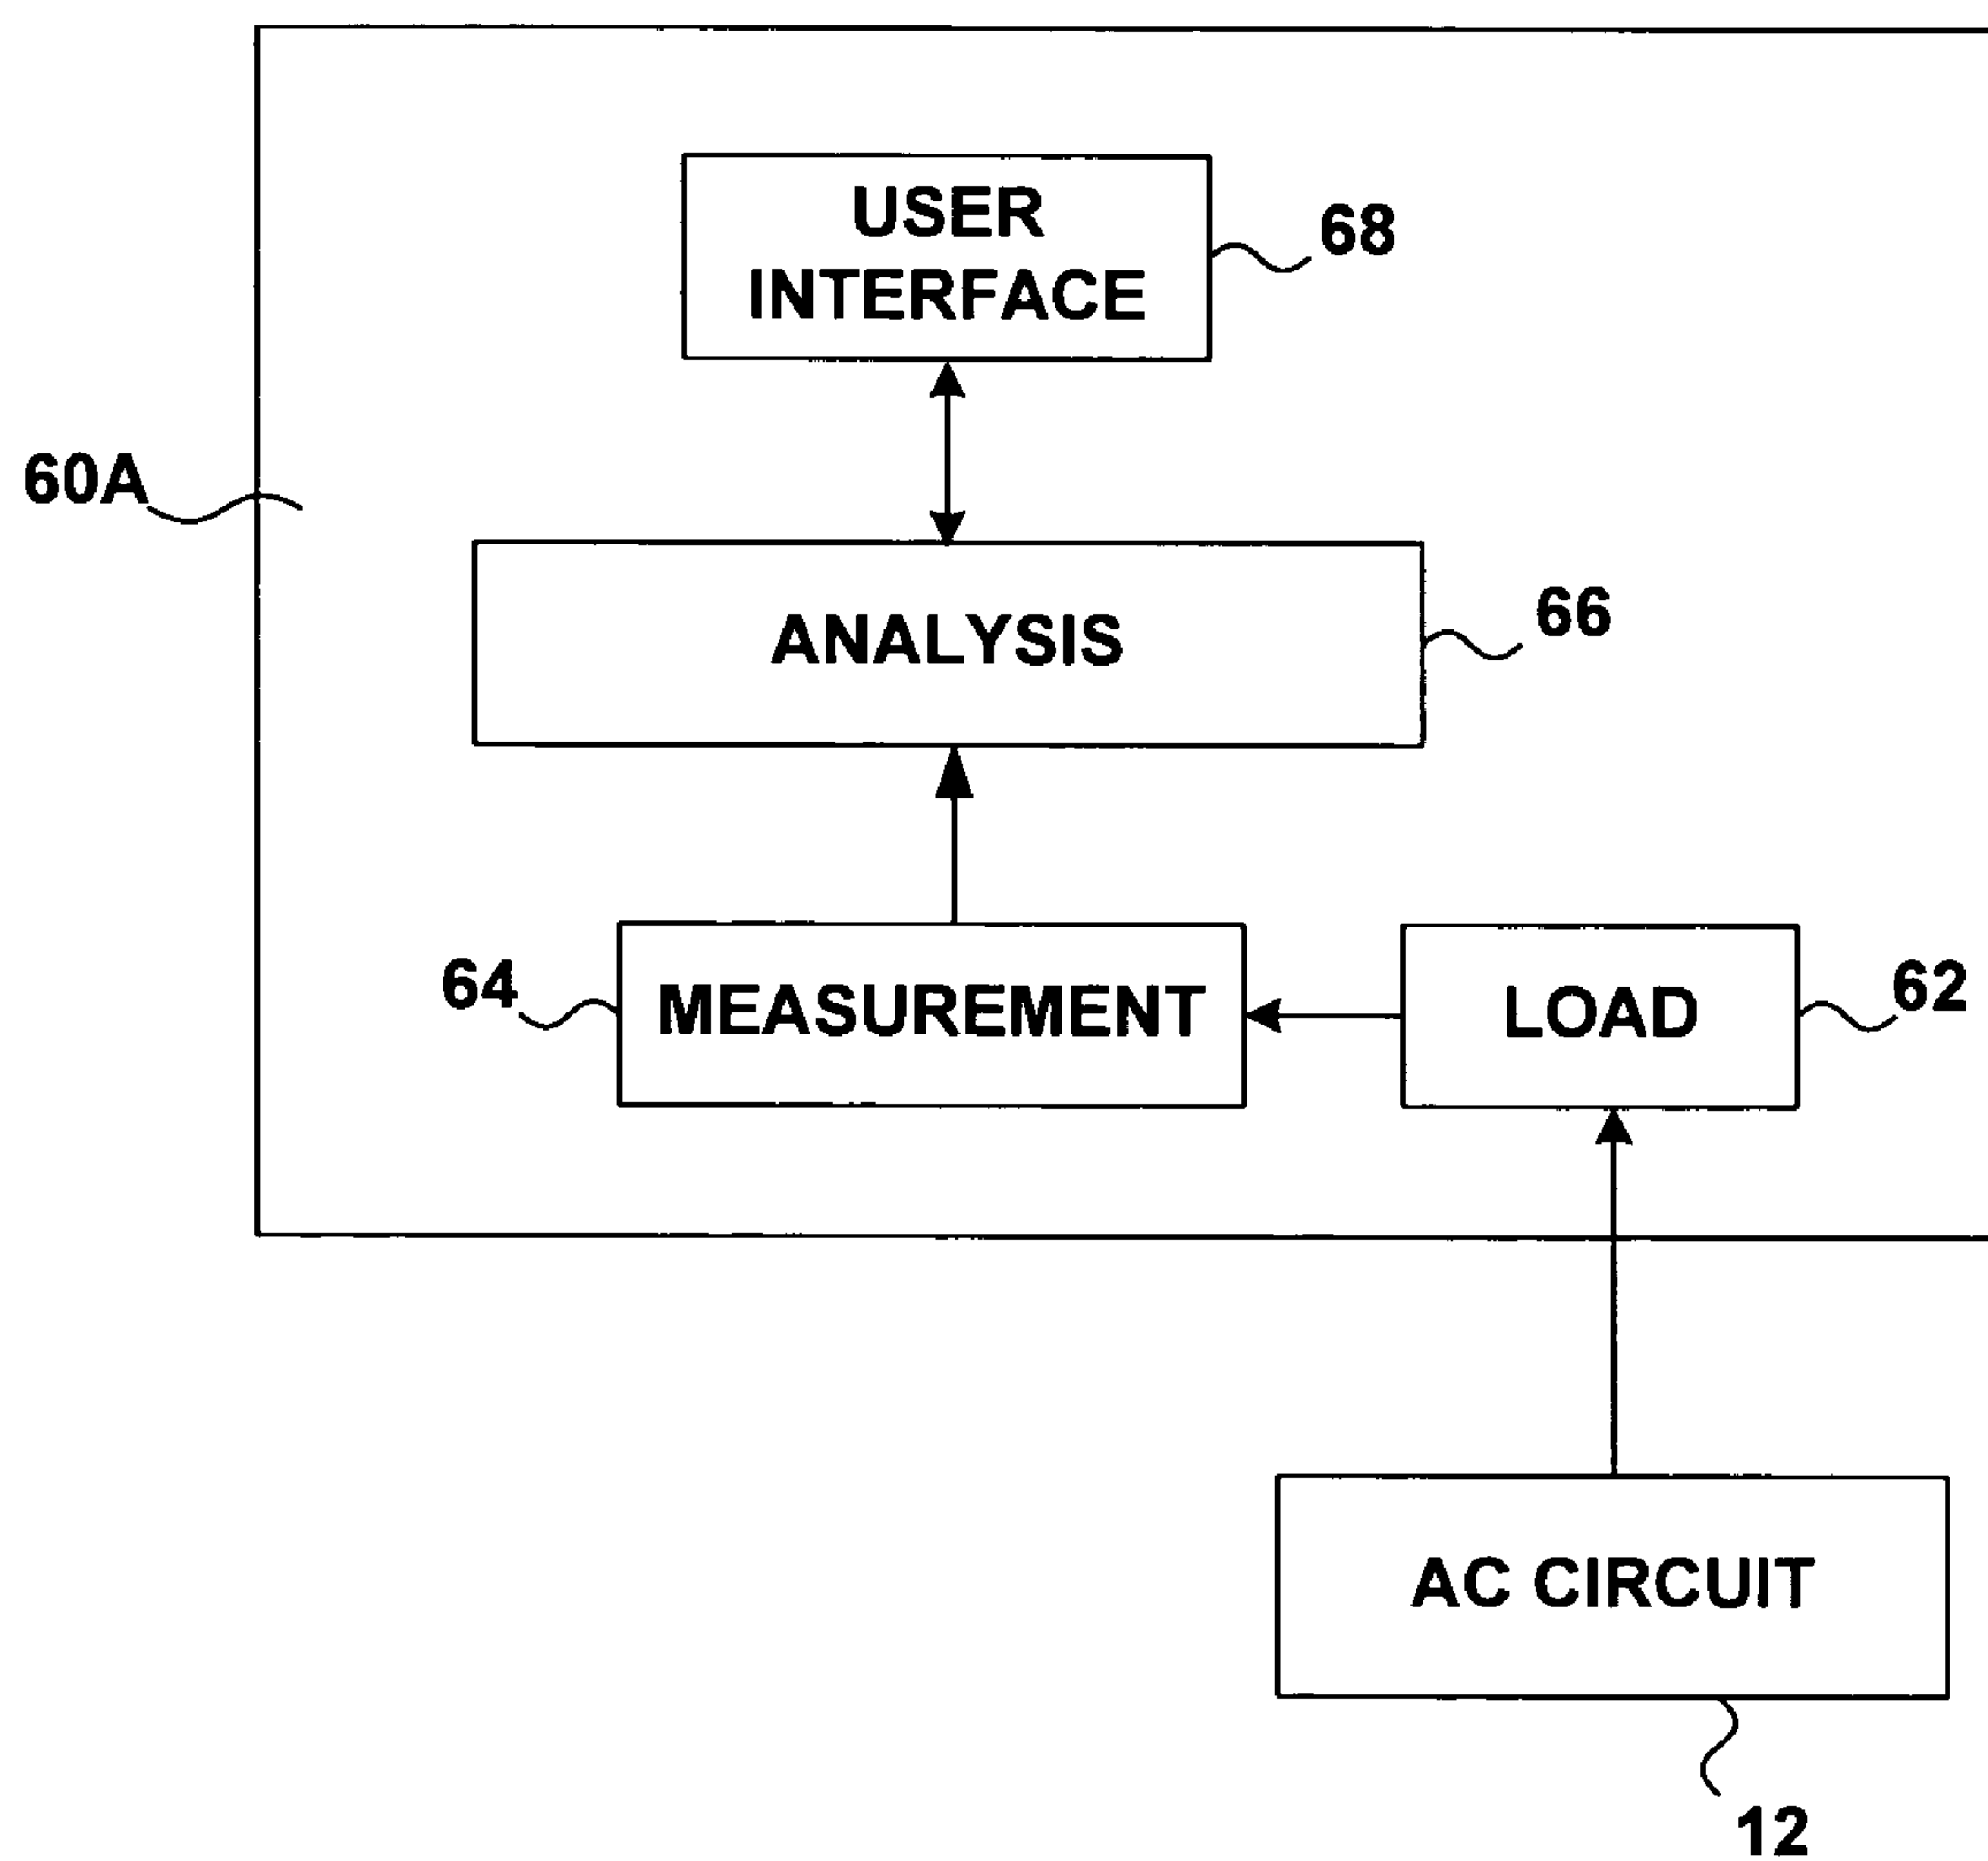 USER
INTERFACE
68
60A
ANALYSIS
66
64
MEASUREMENT
LOAD
62
AC CIRCUIT
12